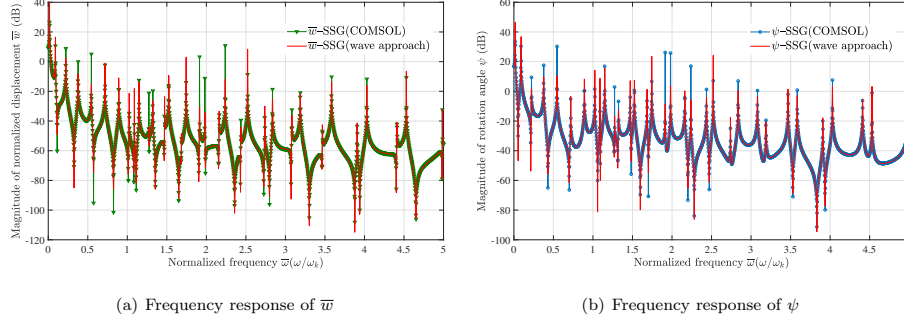 Magnitude of normalized displacement w̅ (dB)
40
20
0
-20
-40
-60
-80
-100
-120
w̅–SSG(COMSOL)
w̅–SSG(wave approach)
0 0.5 1 1.5 2 2.5 3 3.5 4 4.5 5
Normalized frequency ω̅(ω/ωₖ)
(a) Frequency response of w̅
Magnitude of rotation angle ψ (dB)
60
40
20
0
-20
-40
-60
-80
-100
ψ–SSG(COMSOL)
ψ–SSG(wave approach)
0 0.5 1 1.5 2 2.5 3 3.5 4 4.5
Normalized frequency ω̅(ω/ωₖ)
(b) Frequency response of ψ